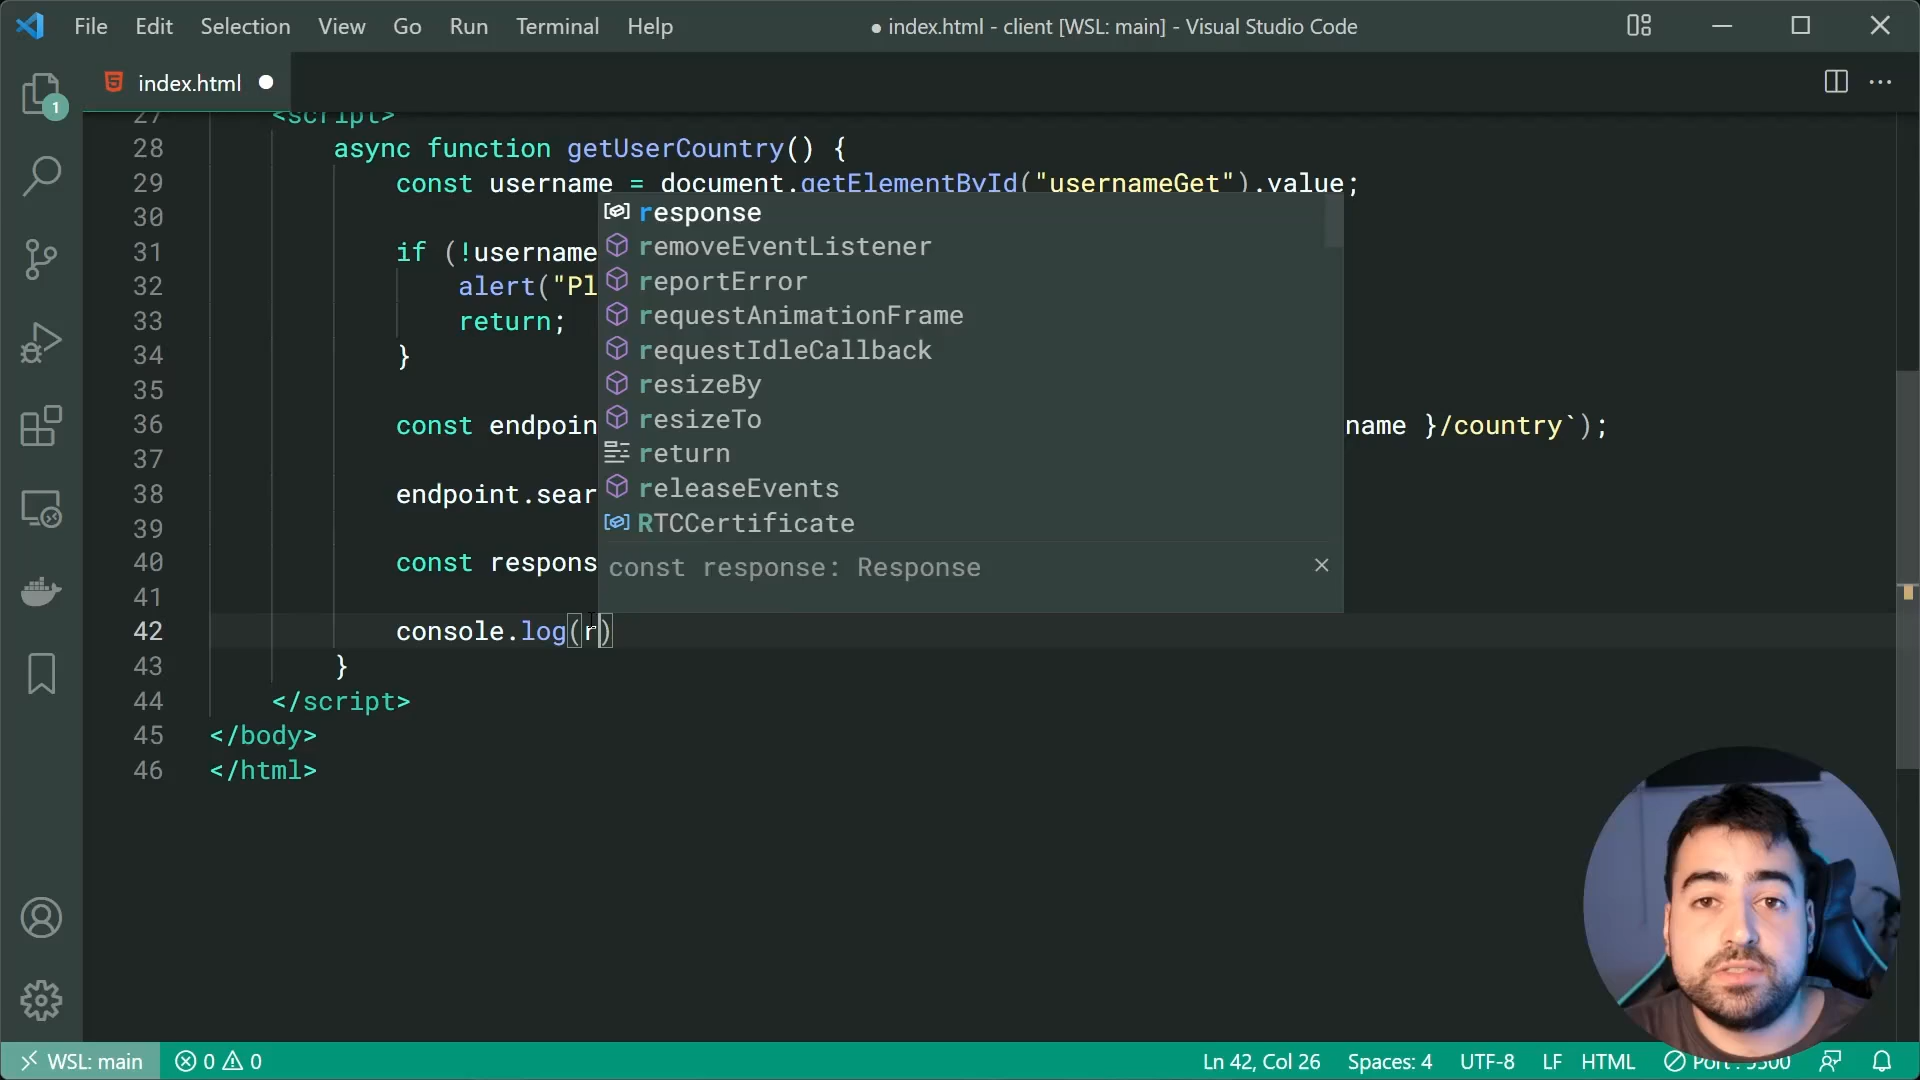 File Edit Selection View Go Run Terminal Help
● index.html - client [WSL: main] - Visual Studio Code
index.html
1
27 <script>
28 async function getUserCountry() {
29 const username = document.getElementById("usernameGet").value;
30
31 if (!username
32 alert("Pl
33 return;
34 }
35
36 const endpoin name }/country`);
37
38 endpoint.sear
39
40 const respons
41
42 console.log(r)
43 }
44 </script>
45 </body>
46 </html>
response
removeEventListener
reportError
requestAnimationFrame
requestIdleCallback
resizeBy
resizeTo
return
releaseEvents
RTCCertificate
const response: Response
WSL: main 0 0 Ln 42, Col 26 Spaces: 4 UTF-8 LF HTML